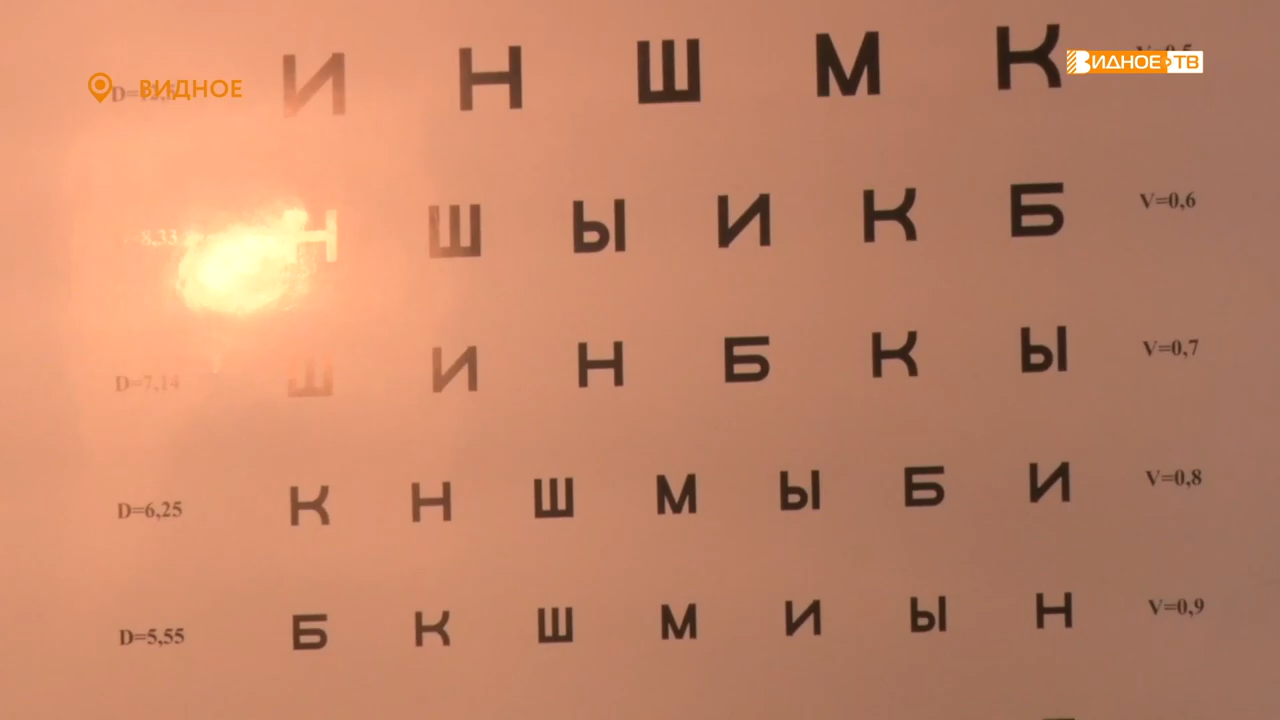 ВИДНОЕ
ВИДНОЕ ТВ
И Н Ш М К
Н Ш Ы И К Б V=0,6
D=7,14 Ш И Н Б К Ы V=0,7
D=6,25 К Н Ш М Ы Б И V=0,8
D=5,55 Б К Ш М И Ы Н V=0,9